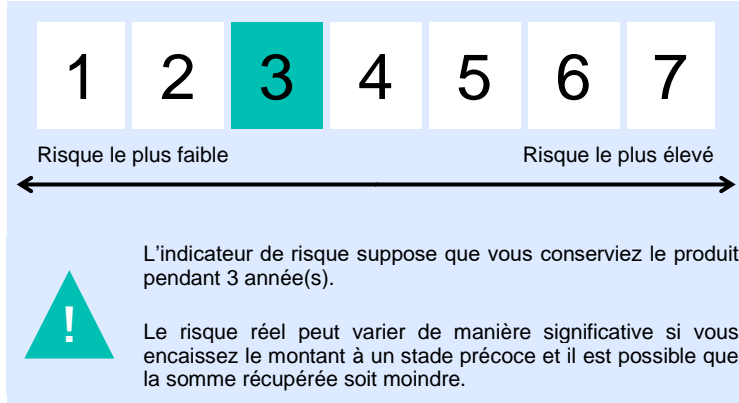 1 2 3 4 5 6 7
Risque le plus faible Risque le plus élevé
L'indicateur de risque suppose que vous conserviez le produit
pendant 3 année(s).
!
Le risque réel peut varier de manière significative si vous
encaissez le montant à un stade précoce et il est possible que
la somme récupérée soit moindre.